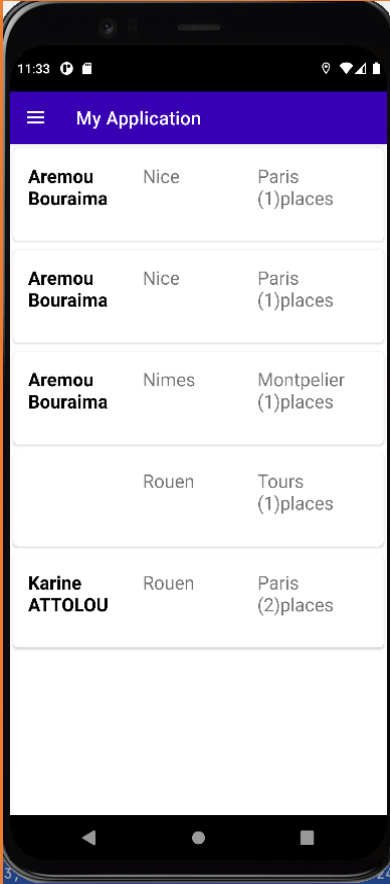 11:33
My Application
Aremou Nice Paris
Bouraima (1)places
Aremou Nice Paris
Bouraima (1)places
Aremou Nimes Montpelier
Bouraima (1)places
Rouen Tours
(1)places
Karine Rouen Paris
ATTOLOU (2)places